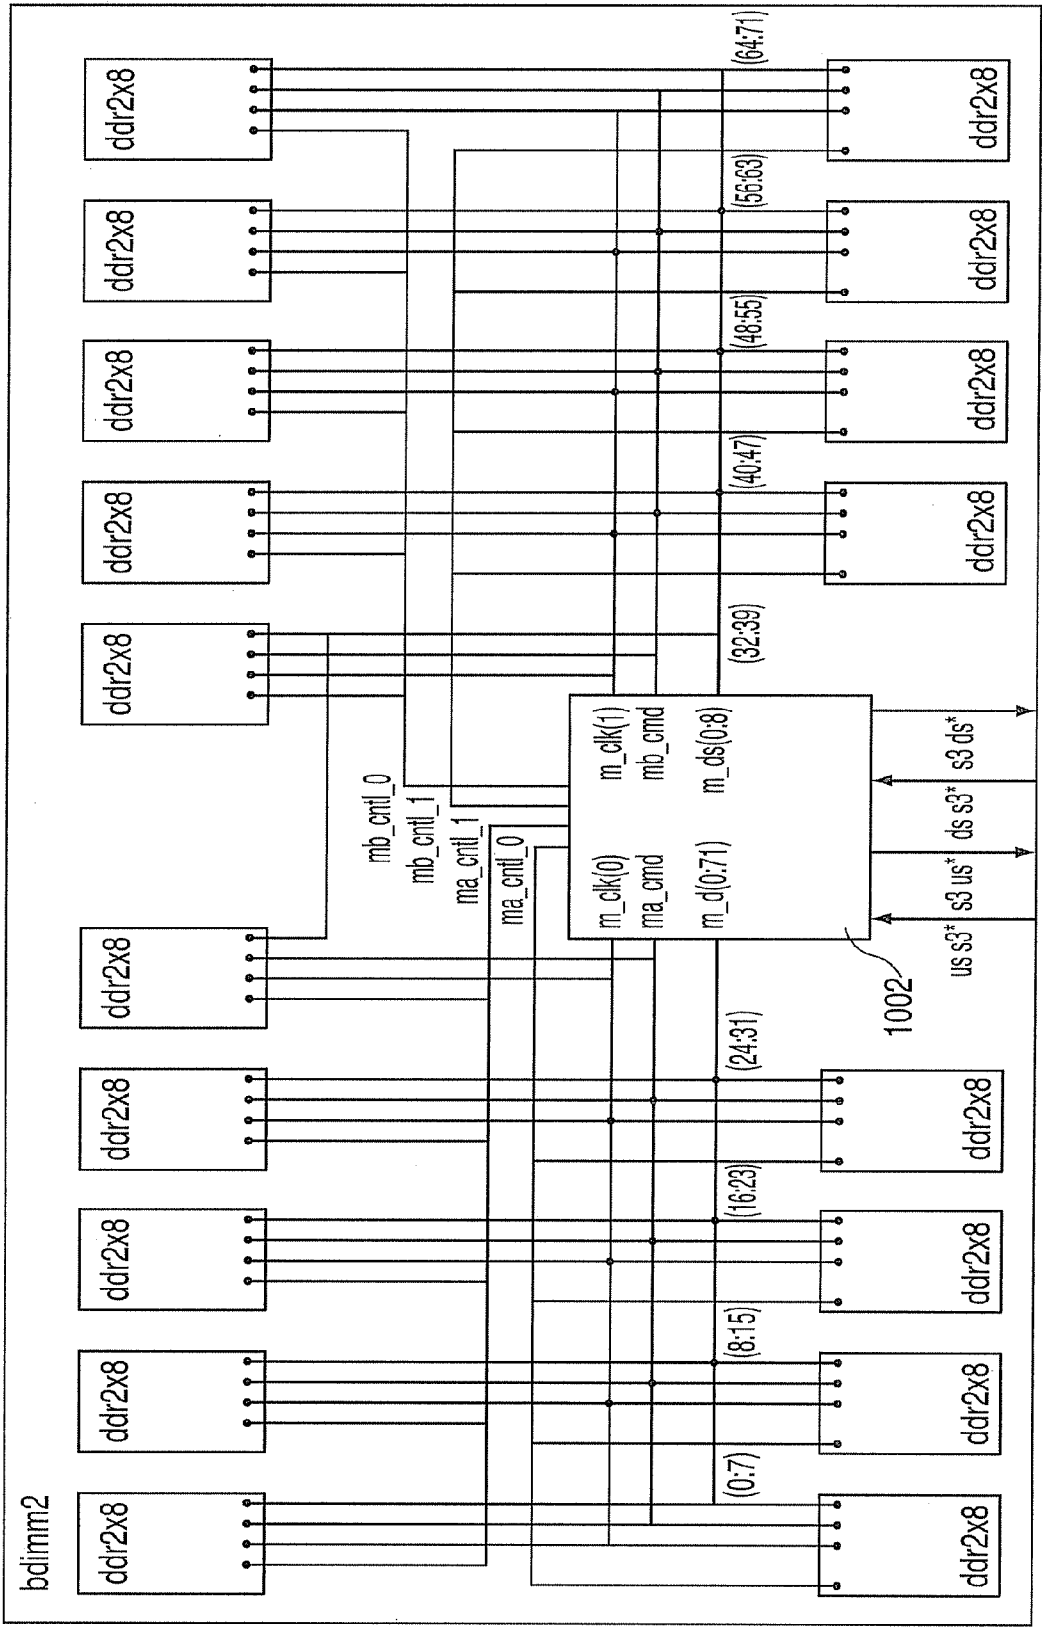 bdimm2
ddr2x8
ddr2x8
ddr2x8
ddr2x8
ddr2x8
ddr2x8
ddr2x8
ddr2x8
ddr2x8
ddr2x8
mb_cntl_0
mb_cntl_1
ma_cntl_1
ma_cntl_0
m_clk(0)
m_clk(1)
ma_cmd
mb_cmd
m_d(0:71)
m_ds(0:8)
(0:7)
(8:15)
(16:23)
(24:31)
(32:39)
(40:47)
(48:55)
(56:63)
(64:71)
1002
us s3*
s3 us*
ds s3*
s3 ds*
ddr2x8
ddr2x8
ddr2x8
ddr2x8
ddr2x8
ddr2x8
ddr2x8
ddr2x8